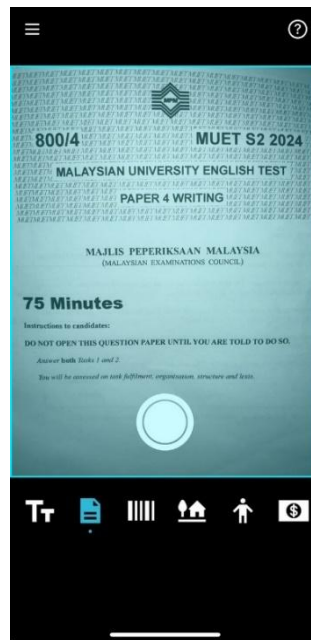 800/4
MUET S2 2024
MALAYSIAN UNIVERSITY ENGLISH TEST
PAPER 4 WRITING
MAJLIS PEPERIKSAAN MALAYSIA
(MALAYSIAN EXAMINATIONS COUNCIL)
75 Minutes
Instructions to candidates:
DO NOT OPEN THIS QUESTION PAPER UNTIL YOU ARE TOLD TO DO SO.
Answer both Tasks 1 and 2.
You will be assessed on task fulfilment, organisation, structure and lexis.
TT